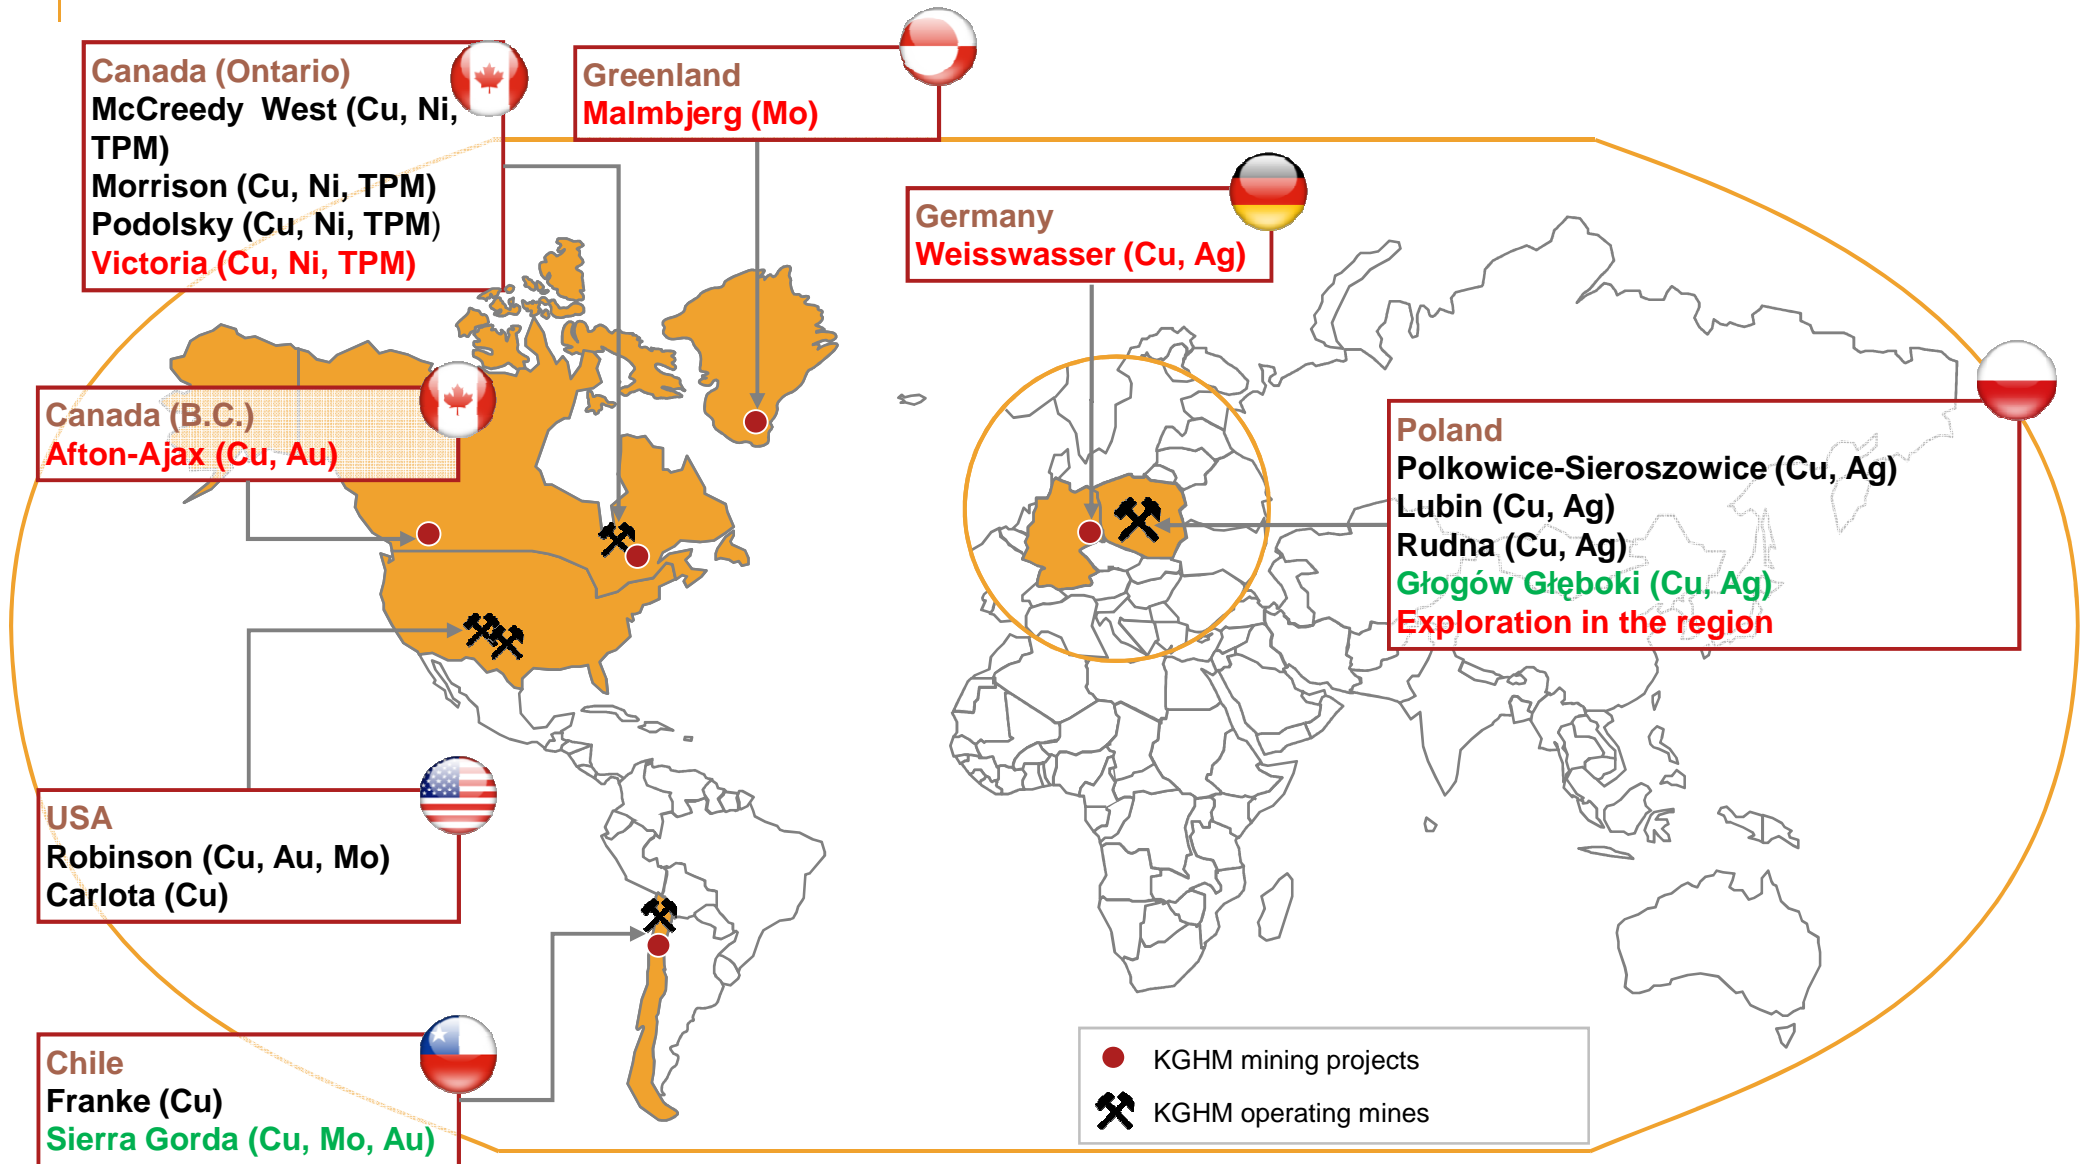 Canada (Ontario)
McCreedy West (Cu, Ni,
TPM)
Morrison (Cu, Ni, TPM)
Podolsky (Cu, Ni, TPM)
Victoria (Cu, Ni, TPM)
Greenland
Malmbjerg (Mo)
Germany
Weisswasser (Cu, Ag)
Canada (B.C.)
Afton-Ajax (Cu, Au)
Poland
Polkowice-Sieroszowice (Cu, Ag)
Lubin (Cu, Ag)
Rudna (Cu, Ag)
Głogów Głęboki (Cu, Ag)
Exploration in the region
USA
Robinson (Cu, Au, Mo)
Carlota (Cu)
Chile
Franke (Cu)
Sierra Gorda (Cu, Mo, Au)
KGHM mining projects
KGHM operating mines